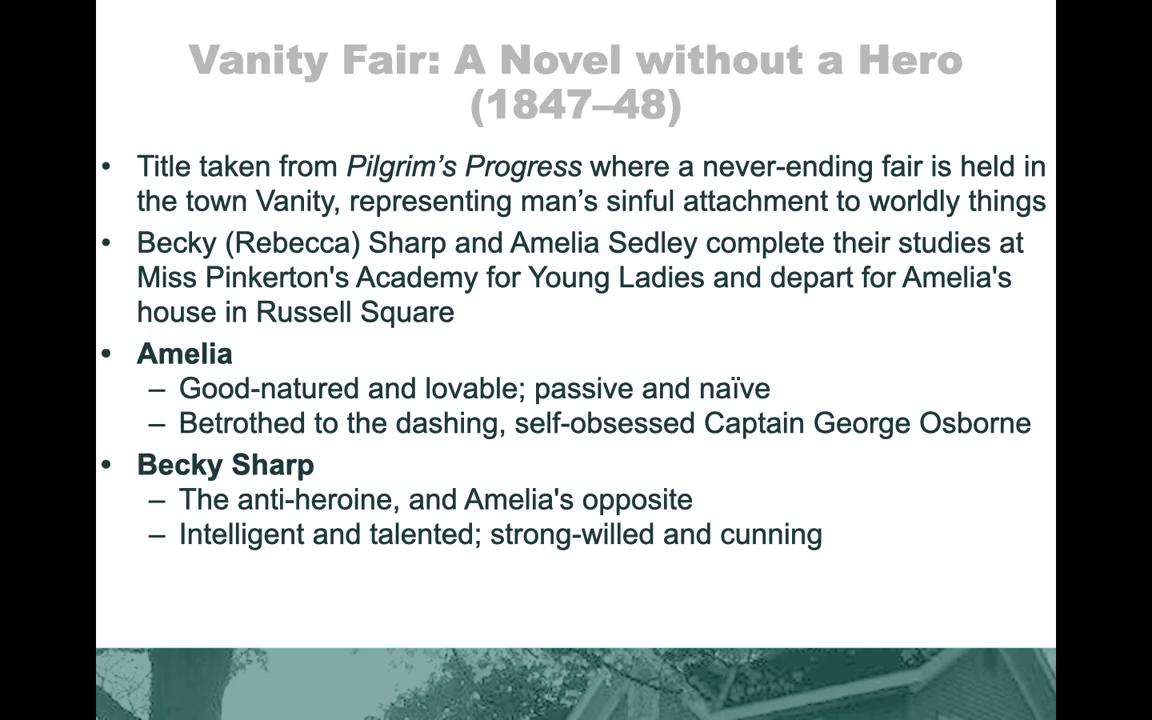 Vanity Fair: A Novel without a Hero
(1847–48)
• Title taken from Pilgrim’s Progress where a never-ending fair is held in
the town Vanity, representing man’s sinful attachment to worldly things
• Becky (Rebecca) Sharp and Amelia Sedley complete their studies at
Miss Pinkerton's Academy for Young Ladies and depart for Amelia's
house in Russell Square
• Amelia
– Good-natured and lovable; passive and naïve
– Betrothed to the dashing, self-obsessed Captain George Osborne
• Becky Sharp
– The anti-heroine, and Amelia's opposite
– Intelligent and talented; strong-willed and cunning